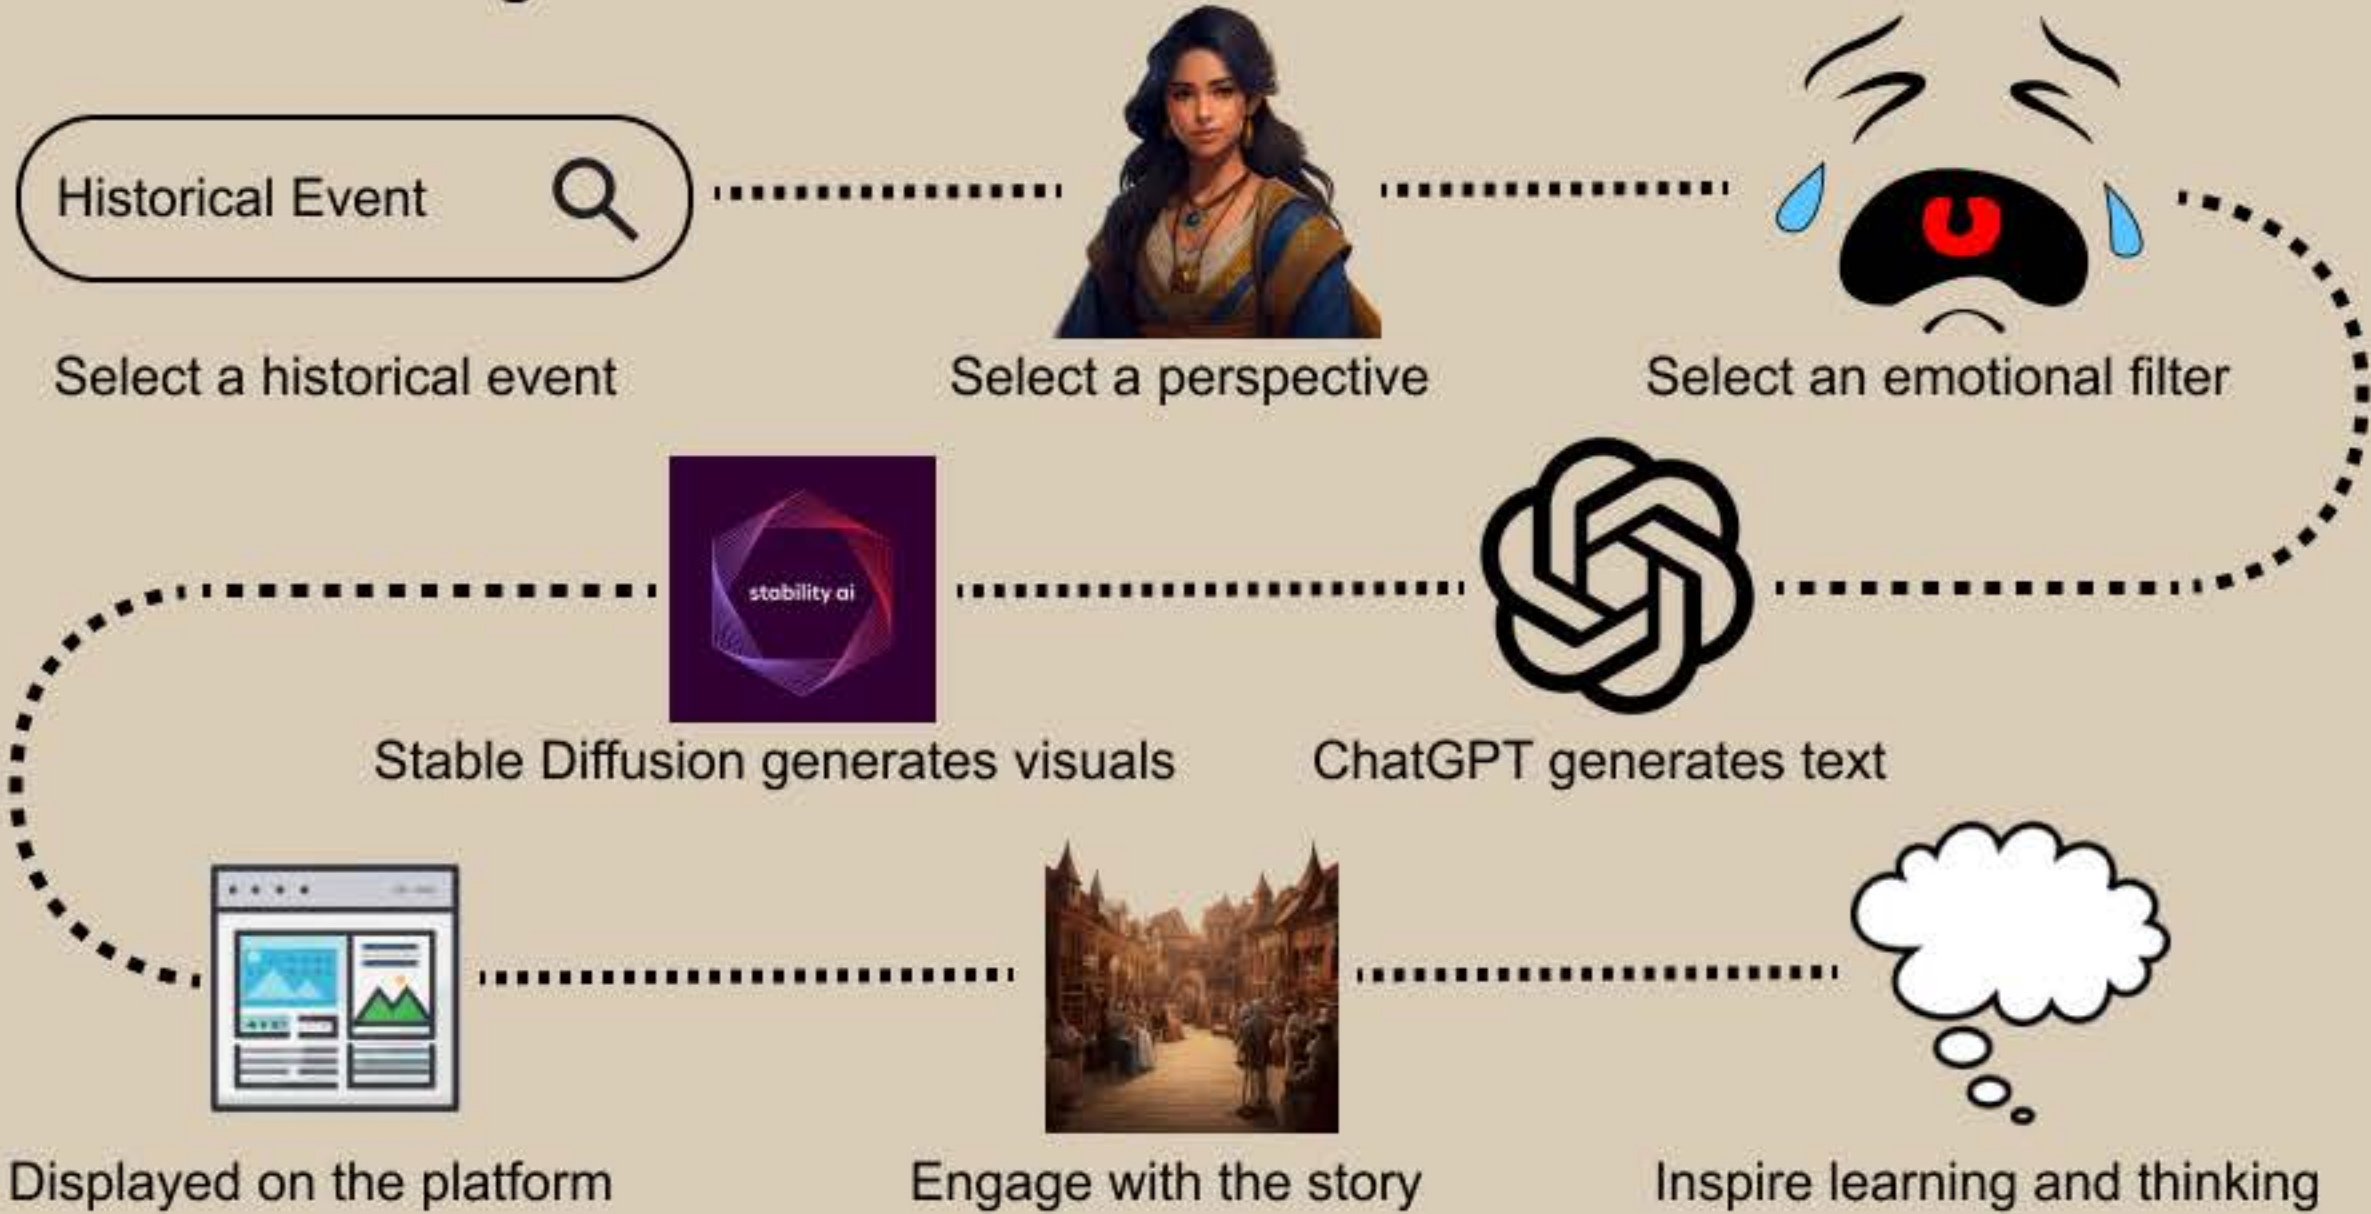 Historical Event
Select a historical event
Select a perspective
Select an emotional filter
stability ai
Stable Diffusion generates visuals
ChatGPT generates text
Displayed on the platform
Engage with the story
Inspire learning and thinking